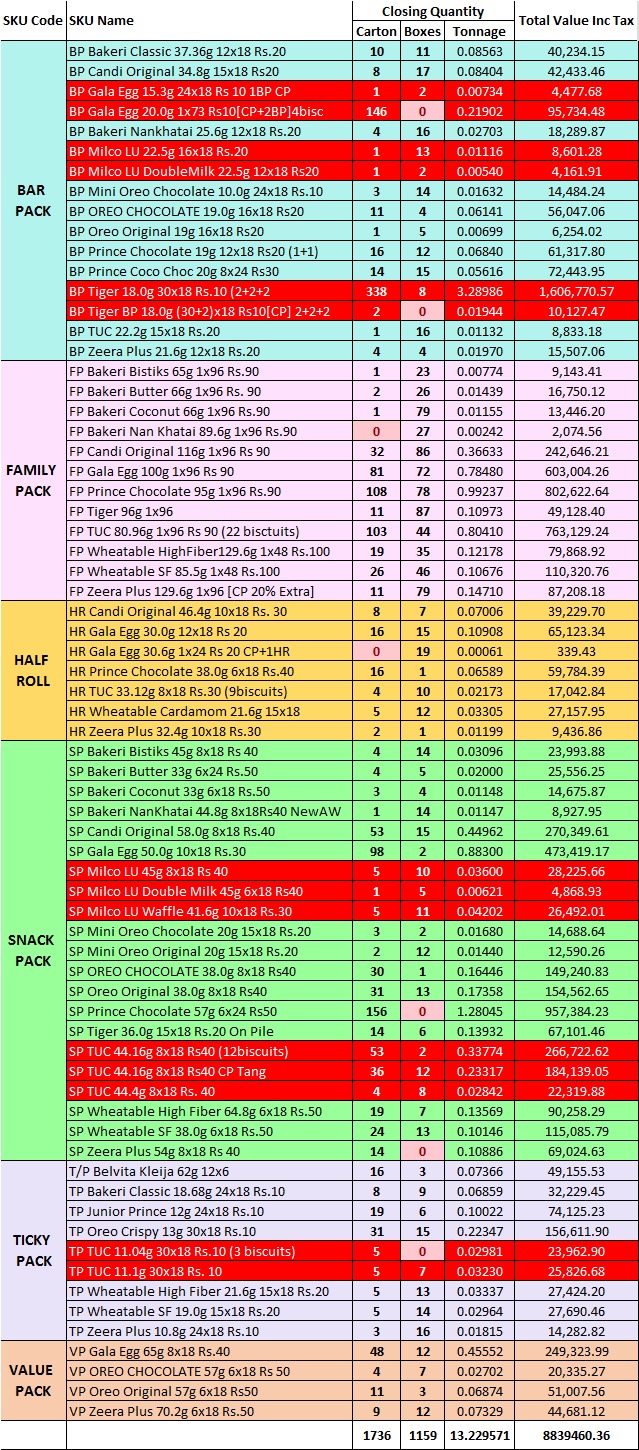 SKU Code SKU Name Closing Quantity Total Value Inc Tax
Carton Boxes Tonnage
BAR PACK
BP Bakeri Classic 37.36g 12x18 Rs.20 10 11 0.08563 40,234.15
BP Candi Original 34.8g 15x18 Rs20 8 17 0.08404 42,433.46
BP Gala Egg 15.3g 24x18 Rs 10 1BP CP 1 2 0.00734 4,477.68
BP Gala Egg 20.0g 1x73 Rs10[CP+2BP]4bisc 146 0 0.21902 95,734.48
BP Bakeri Nankhatai 25.6g 12x18 Rs.20 4 16 0.02703 18,289.87
BP Milco LU 22.5g 16x18 Rs.20 1 13 0.01116 8,601.28
BP Milco LU DoubleMilk 22.5g 12x18 Rs20 1 2 0.00540 4,161.91
BP Mini Oreo Chocolate 10.0g 24x18 Rs.10 3 14 0.01632 14,484.24
BP OREO CHOCOLATE 19.0g 16x18 Rs20 11 4 0.06141 56,047.06
BP Oreo Original 19g 16x18 Rs20 1 5 0.00699 6,254.02
BP Prince Chocolate 19g 12x18 Rs20 (1+1) 16 12 0.06840 61,317.80
BP Prince Coco Choc 20g 8x24 Rs30 14 15 0.05616 72,443.95
BP Tiger 18.0g 30x18 Rs.10 (2+2+2 338 8 3.28986 1,606,770.57
BP Tiger BP 18.0g (30+2)x18 Rs10[CP] 2+2+2 2 0 0.01944 10,127.47
BP TUC 22.2g 15x18 Rs.20 1 16 0.01132 8,833.18
BP Zeera Plus 21.6g 12x18 Rs.20 4 4 0.01970 15,507.06
FAMILY PACK
FP Bakeri Bistiks 65g 1x96 Rs.90 1 23 0.00774 9,143.41
FP Bakeri Butter 66g 1x96 Rs. 90 2 26 0.01439 16,750.12
FP Bakeri Coconut 66g 1x96 Rs.90 1 79 0.01155 13,446.20
FP Bakeri Nan Khatai 89.6g 1x96 Rs.90 0 27 0.00242 2,074.56
FP Candi Original 116g 1x96 Rs 90 32 86 0.36633 242,646.21
FP Gala Egg 100g 1x96 Rs 90 81 72 0.78480 603,004.26
FP Prince Chocolate 95g 1x96 Rs.90 108 78 0.99237 802,622.64
FP Tiger 96g 1x96 11 87 0.10973 49,128.40
FP TUC 80.96g 1x96 Rs 90 (22 bisctuits) 103 44 0.80410 763,129.24
FP Wheatable HighFiber129.6g 1x48 Rs.100 19 35 0.12178 79,868.92
FP Wheatable SF 85.5g 1x48 Rs.100 26 46 0.10676 110,320.76
FP Zeera Plus 129.6g 1x96 [CP 20% Extra] 11 79 0.14710 87,208.18
HALF ROLL
HR Candi Original 46.4g 10x18 Rs. 30 8 7 0.07006 39,229.70
HR Gala Egg 30.0g 12x18 Rs 20 16 15 0.10908 65,123.34
HR Gala Egg 30.6g 1x24 Rs 20 CP+1HR 0 19 0.00061 339.43
HR Prince Chocolate 38.0g 6x18 Rs.40 16 1 0.06589 59,784.39
HR TUC 33.12g 8x18 Rs.30 (9biscuits) 4 10 0.02173 17,042.84
HR Wheatable Cardamom 21.6g 15x18 5 12 0.03305 27,157.95
HR Zeera Plus 32.4g 10x18 Rs.30 2 1 0.01199 9,436.86
SNACK PACK
SP Bakeri Bistiks 45g 8x18 Rs 40 4 14 0.03096 23,993.88
SP Bakeri Butter 33g 6x24 Rs.50 4 5 0.02000 25,556.25
SP Bakeri Coconut 33g 6x18 Rs.50 3 4 0.01148 14,675.87
SP Bakeri NanKhatai 44.8g 8x18Rs40 NewAW 1 14 0.01147 8,927.95
SP Candi Original 58.0g 8x18 Rs.40 53 15 0.44962 270,349.61
SP Gala Egg 50.0g 10x18 Rs.30 98 2 0.88300 473,419.17
SP Milco LU 45g 8x18 Rs 40 5 10 0.03600 28,225.66
SP Milco LU Double Milk 45g 6x18 Rs40 1 5 0.00621 4,868.93
SP Milco LU Waffle 41.6g 10x18 Rs.30 5 11 0.04202 26,492.01
SP Mini Oreo Chocolate 20g 15x18 Rs.20 3 2 0.01680 14,688.64
SP Mini Oreo Original 20g 15x18 Rs.20 2 12 0.01440 12,590.26
SP OREO CHOCOLATE 38.0g 8x18 Rs40 30 1 0.16446 149,240.83
SP Oreo Original 38.0g 8x18 Rs40 31 13 0.17358 154,562.65
SP Prince Chocolate 57g 6x24 Rs50 156 0 1.28045 957,384.23
SP Tiger 36.0g 15x18 Rs.20 On Pile 14 6 0.13932 67,101.46
SP TUC 44.16g 8x18 Rs40 (12biscuits) 53 2 0.33774 266,722.62
SP TUC 44.16g 8x18 Rs40 CP Tang 36 12 0.23317 184,139.05
SP TUC 44.4g 8x18 Rs. 40 4 8 0.02842 22,319.88
SP Wheatable High Fiber 64.8g 6x18 Rs.50 19 7 0.13569 90,258.29
SP Wheatable SF 38.0g 6x18 Rs.50 24 13 0.10146 115,085.79
SP Zeera Plus 54g 8x18 Rs 40 14 0 0.10886 69,024.63
TICKY PACK
T/P Belvita Kleija 62g 12x6 16 3 0.07366 49,155.53
TP Bakeri Classic 18.68g 24x18 Rs.10 8 9 0.06859 32,229.45
TP Junior Prince 12g 24x18 Rs.10 19 6 0.10022 74,125.23
TP Oreo Crispy 13g 30x18 Rs.10 31 15 0.22347 156,611.90
TP TUC 11.04g 30x18 Rs.10 (3 biscuits) 5 0 0.02981 23,962.90
TP TUC 11.1g 30x18 Rs. 10 5 7 0.03230 25,826.68
TP Wheatable High Fiber 21.6g 15x18 Rs.20 5 13 0.03337 27,424.20
TP Wheatable SF 19.0g 15x18 Rs.20 5 14 0.02964 27,690.46
TP Zeera Plus 10.8g 24x18 Rs.10 3 16 0.01815 14,282.82
VALUE PACK
VP Gala Egg 65g 8x18 Rs.40 48 12 0.45552 249,323.99
VP OREO CHOCOLATE 57g 6x18 Rs 50 4 7 0.02702 20,335.27
VP Oreo Original 57g 6x18 Rs50 11 3 0.06874 51,007.56
VP Zeera Plus 70.2g 6x18 Rs.50 9 12 0.07329 44,681.12
1736 1159 13.229571 8839460.36